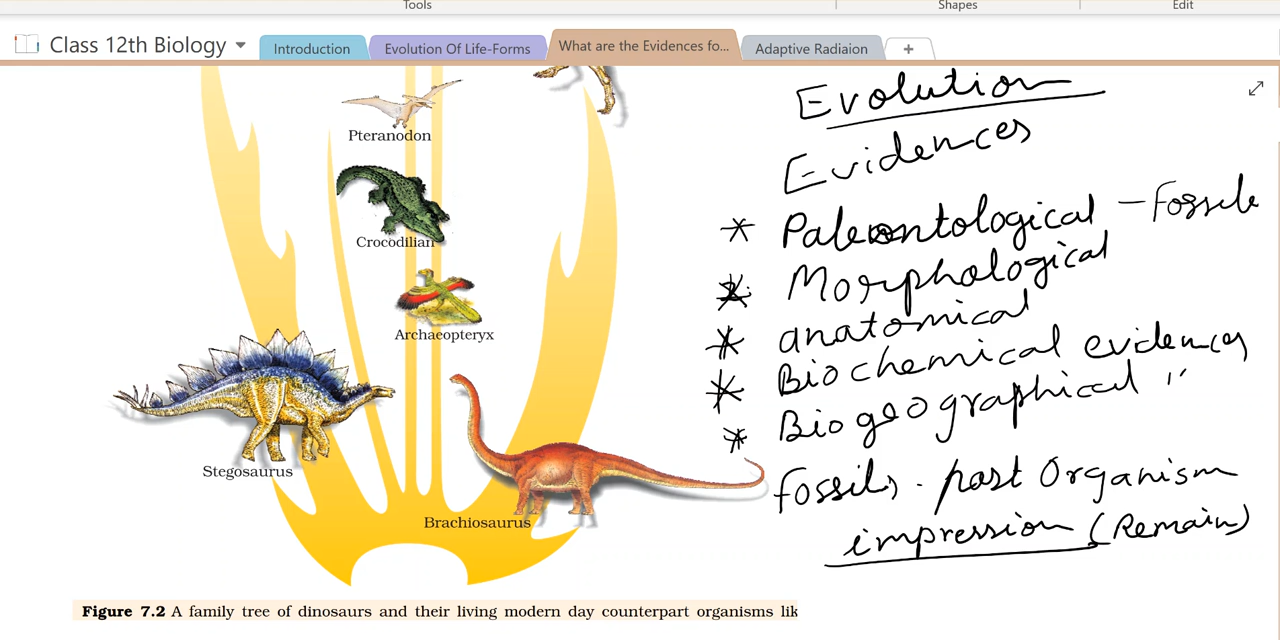 Tools Shapes Edit
Class 12th Biology Introduction Evolution Of Life-Forms What are the Evidences fo... Adaptive Radiaion +
Pteranodon
Crocodilian
Archaeopteryx
Stegosaurus
Brachiosaurus
Figure 7.2 A family tree of dinosaurs and their living modern day counterpart organisms lik
Evolution
Evidences
* Paleontological - Fossils
* Morphological
* anatomical
* Biochemical evidences
* Biogeographical "
Fossils. past Organism
impression (Remain)